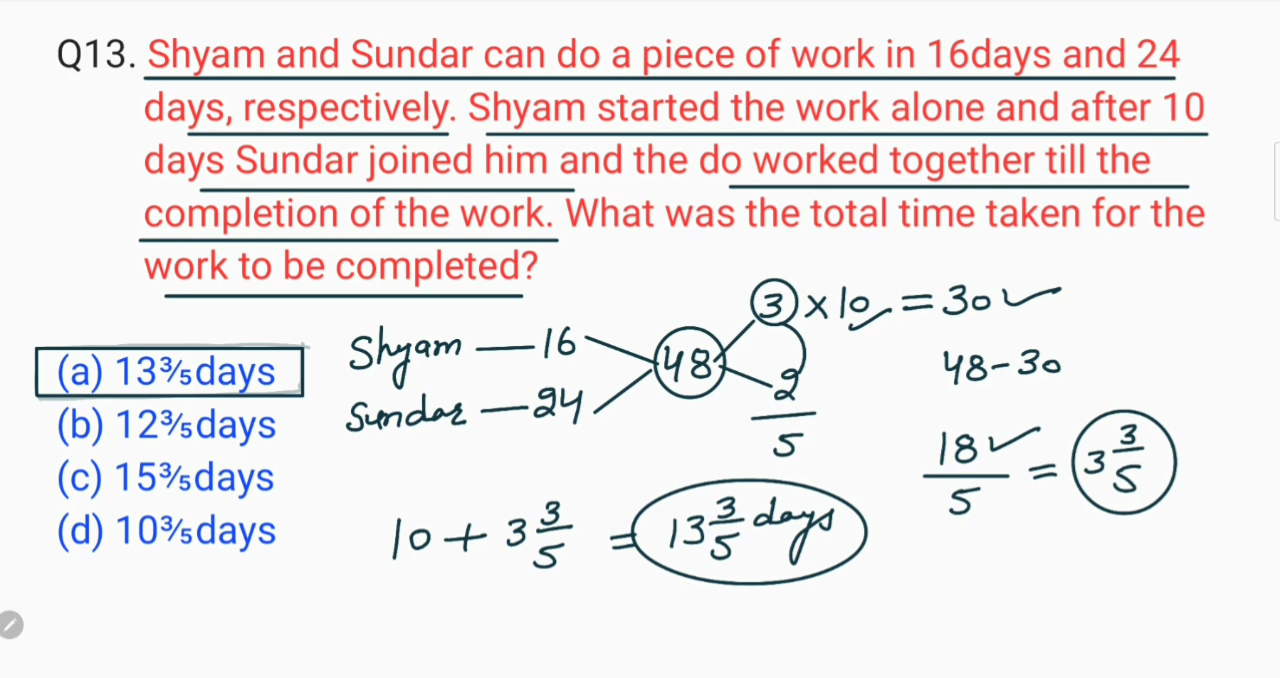 Q13. Shyam and Sundar can do a piece of work in 16days and 24
days, respectively. Shyam started the work alone and after 10
days Sundar joined him and the do worked together till the
completion of the work. What was the total time taken for the
work to be completed?
(a) 13⅗days
(b) 12⅗days
(c) 15⅗days
(d) 10⅗days
Shyam — 16
Sundar — 24
48
3 × 10 = 30 ✓
2
5
48-30
18 ✓/5 = 3 3/5
10 + 3 3/5 = 13 3/5 days